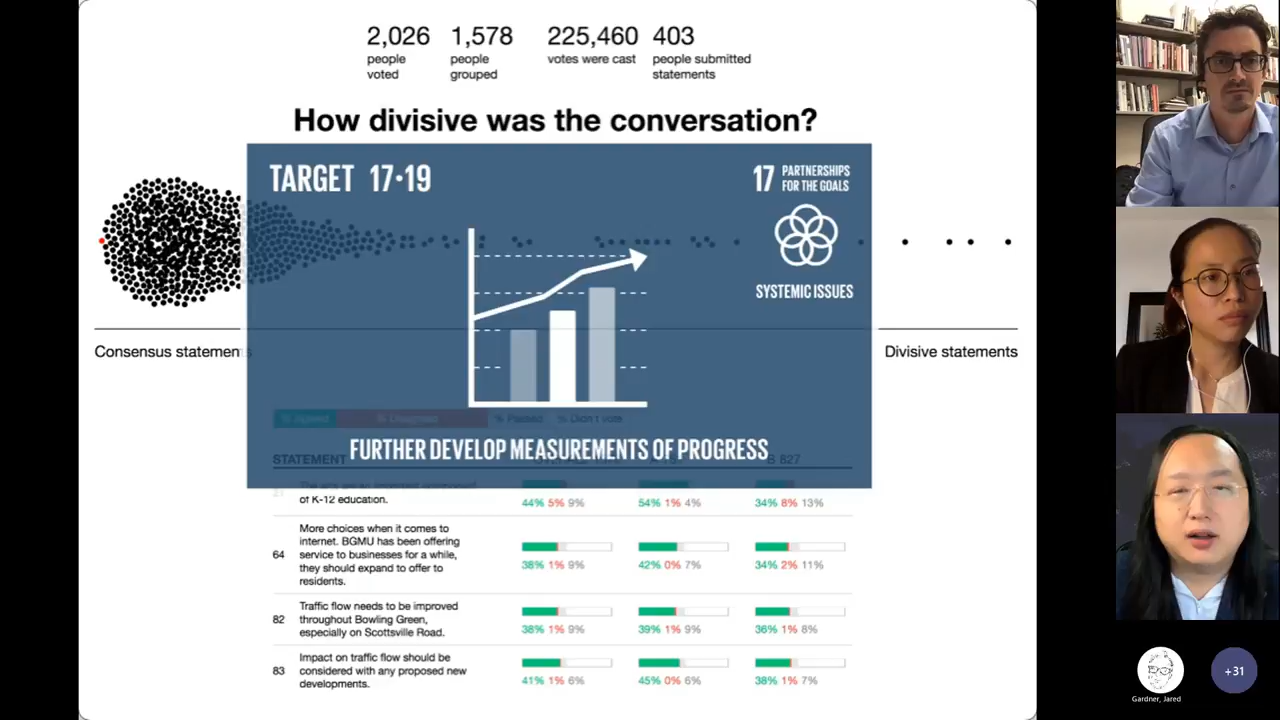 2,026 1,578 225,460 403
people people votes were cast people submitted
voted grouped statements
How divisive was the conversation?
TARGET 17•19
17 PARTNERSHIPS
FOR THE GOALS
SYSTEMIC ISSUES
Consensus statements
Divisive statements
FURTHER DEVELOP MEASUREMENTS OF PROGRESS
STATEMENT
B 827
of K-12 education.
44% 5% 9% 54% 1% 4% 34% 8% 13%
64
More choices when it comes to
internet. BGMU has been offering
service to businesses for a while,
they should expand to offer to
residents.
38% 1% 9% 42% 0% 7% 34% 2% 11%
82
Traffic flow needs to be improved
throughout Bowling Green,
especially on Scottsville Road.
38% 1% 9% 39% 1% 9% 36% 1% 8%
83
Impact on traffic flow should be
considered with any proposed new
developments.
41% 1% 6% 45% 0% 6% 38% 1% 7%
Gardner, Jared
+31